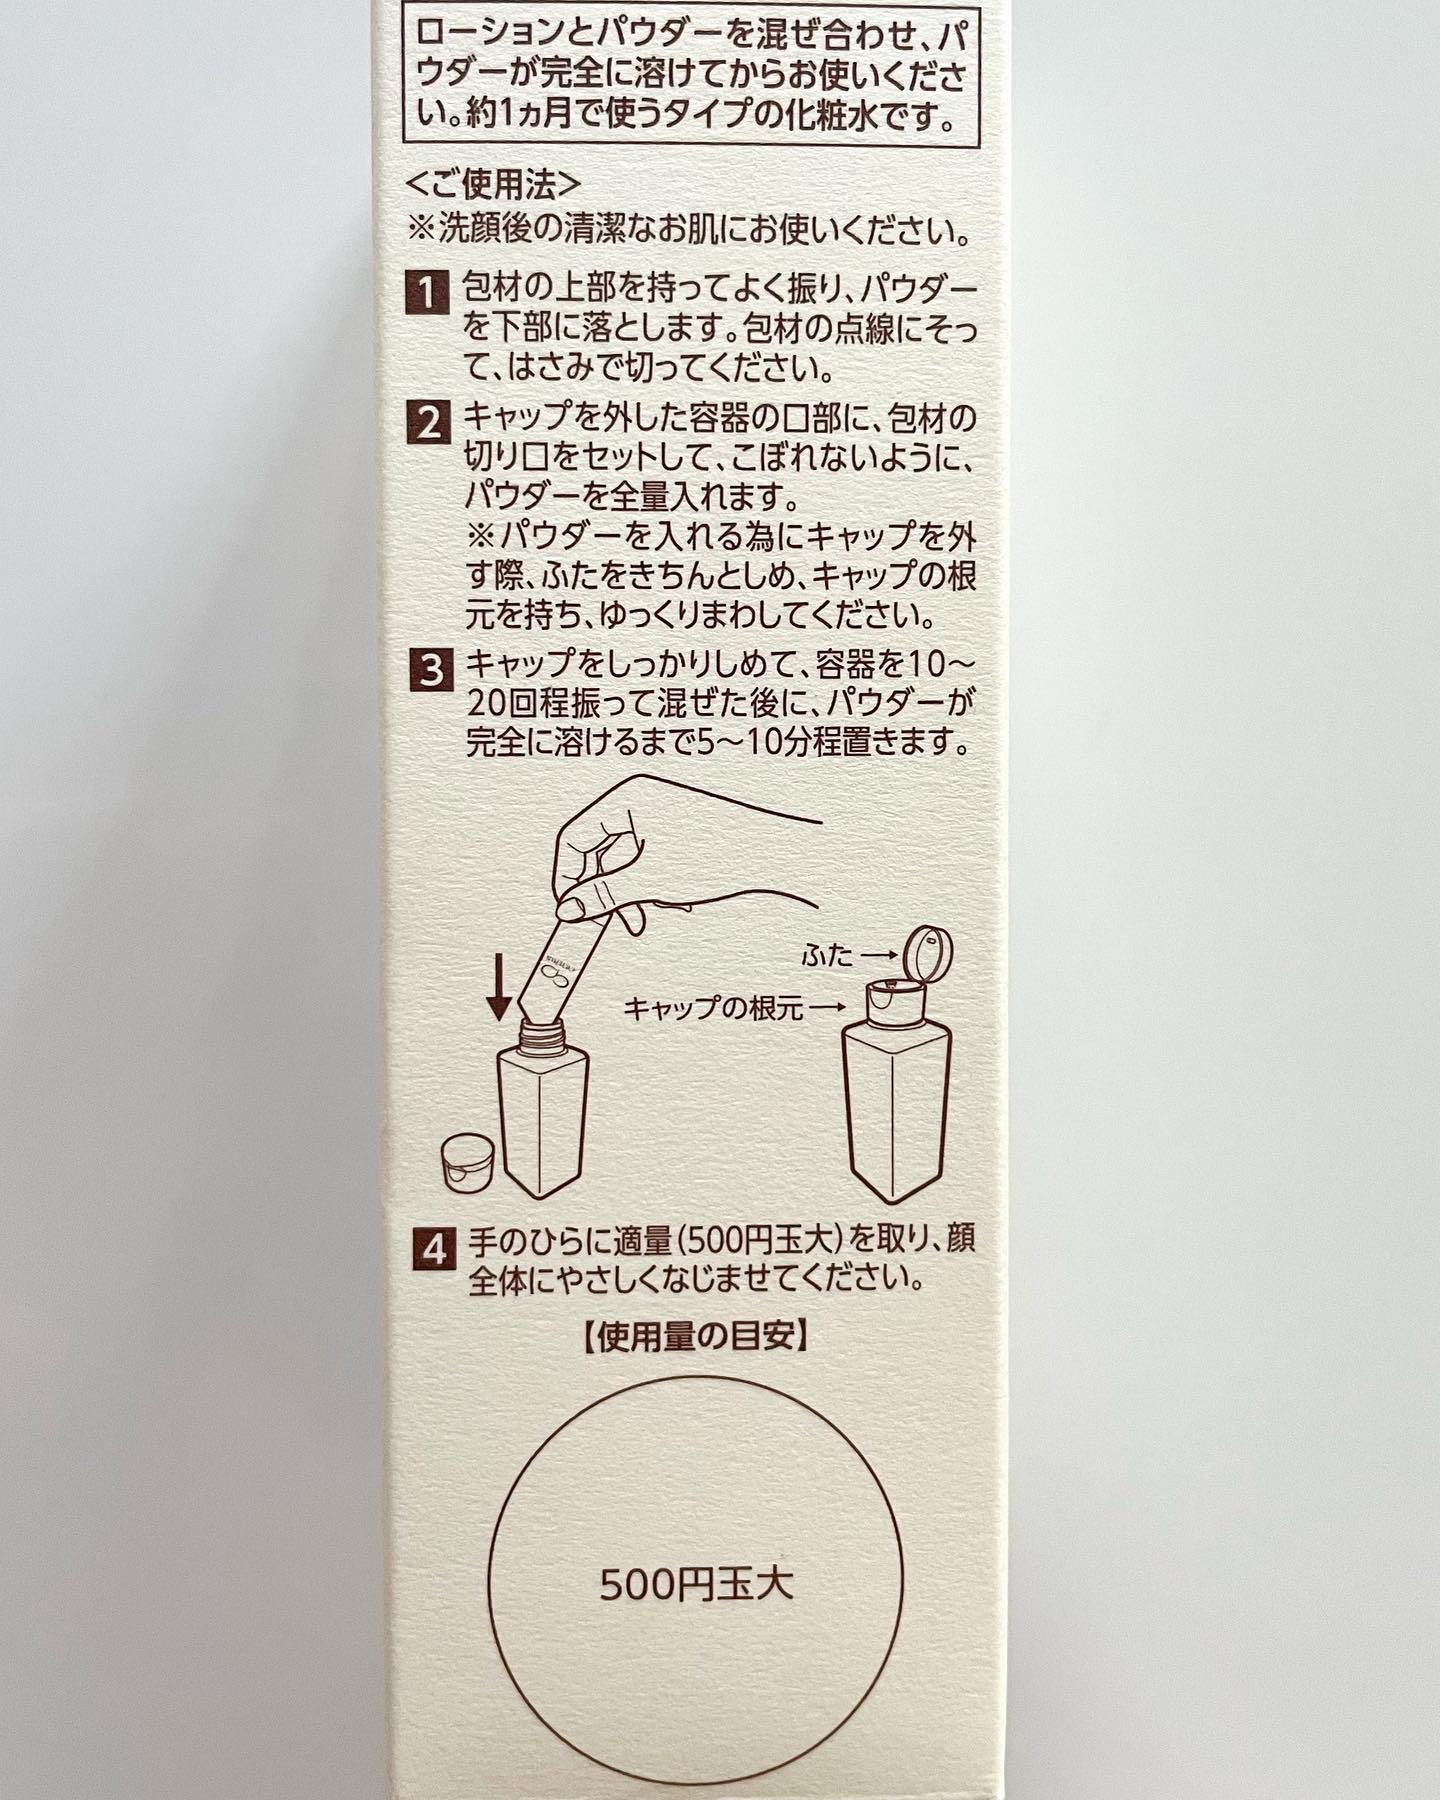 ローションとパウダーを混ぜ合わせ、パ
ウダーが完全に溶けてからお使いくださ
い。約1ヵ月で使うタイプの化粧水です。
＜ご使用法＞
※洗顔後の清潔なお肌にお使いください。
1 包材の上部を持ってよく振り、パウダー
を下部に落とします。包材の点線にそっ
て、はさみで切ってください。
2 キャップを外した容器の口部に、包材の
切り口をセットして、こぼれないように、
パウダーを全量入れます。
※パウダーを入れる為にキャップを外
す際、ふたをきちんとしめ、キャップの根
元を持ち、ゆっくりまわしてください。
3 キャップをしっかりしめて、容器を10〜
20回程振って混ぜた後に、パウダーが
完全に溶けるまで5〜10分程置きます。
ふた→
キャップの根元→
4 手のひらに適量(500円玉大)を取り、顔
全体にやさしくなじませてください。
【使用量の目安】
500円玉大